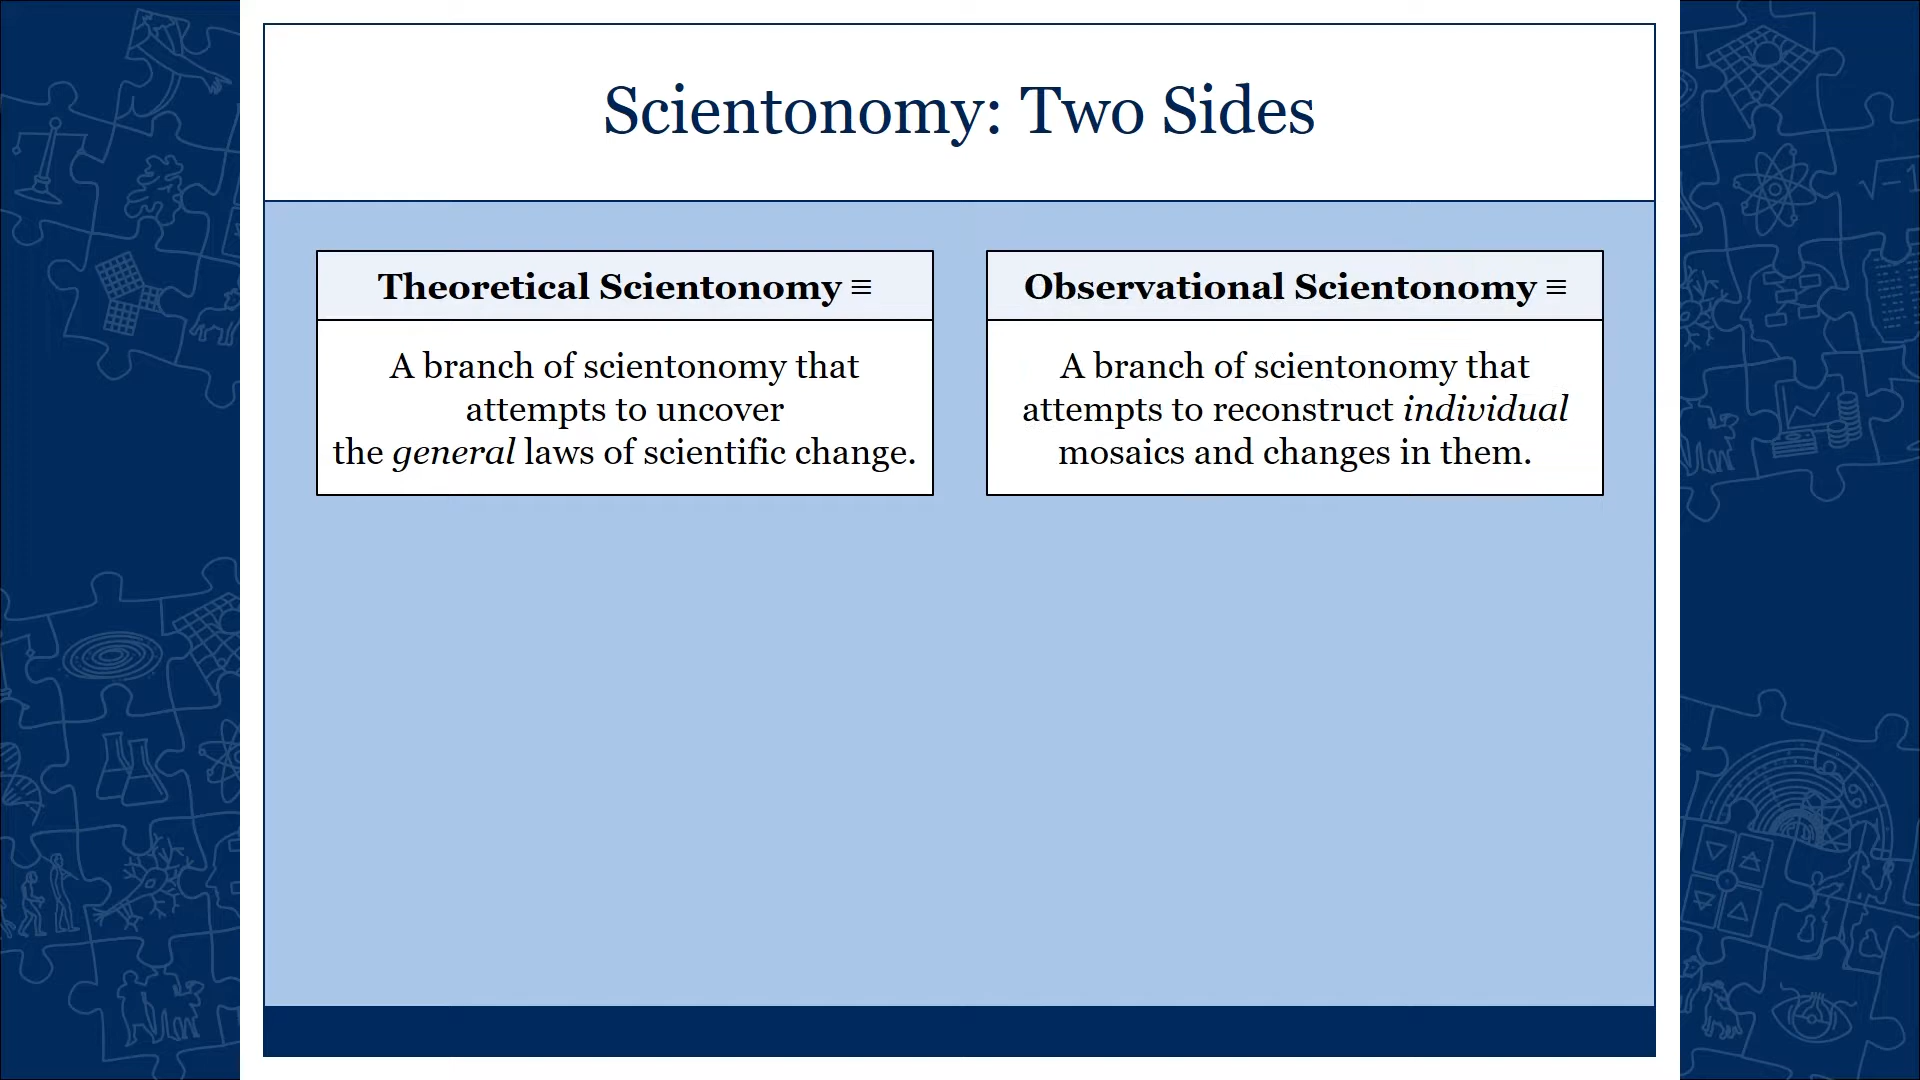 Scientonomy: Two Sides
Theoretical Scientonomy ≡
A branch of scientonomy that
attempts to uncover
the general laws of scientific change.
Observational Scientonomy ≡
A branch of scientonomy that
attempts to reconstruct individual
mosaics and changes in them.
√-1